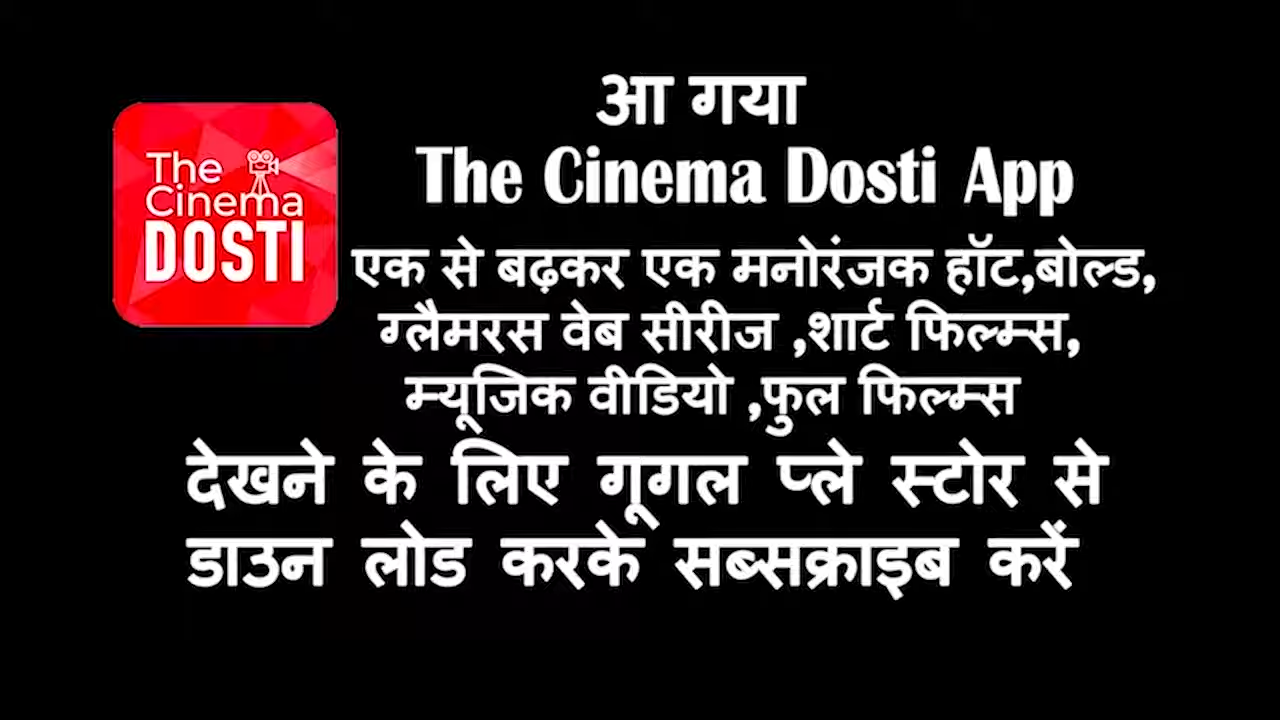 The
Cinema
DOSTI
आ गया
The Cinema Dosti App
एक से बढ़कर एक मनोरंजक हॉट,बोल्ड,
ग्लैमरस वेब सीरीज ,शार्ट फिल्म्स,
म्यूजिक वीडियो ,फुल फिल्म्स
देखने के लिए गूगल प्ले स्टोर से
डाउन लोड करके सब्सक्राइब करें